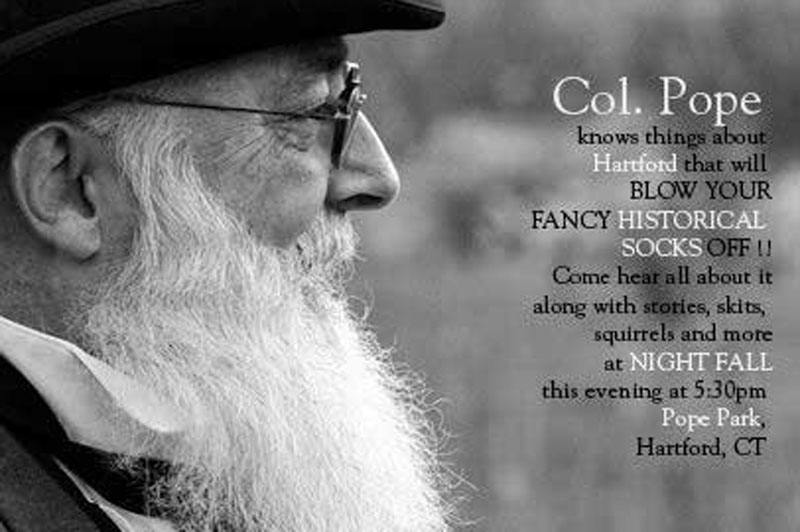 Col. Pope
knows things about
Hartford that will
BLOW YOUR
FANCY HISTORICAL
SOCKS OFF !!
Come hear all about it
along with stories, skits,
squirrels and more
at NIGHT FALL
this evening at 5:30pm
Pope Park,
Hartford, CT